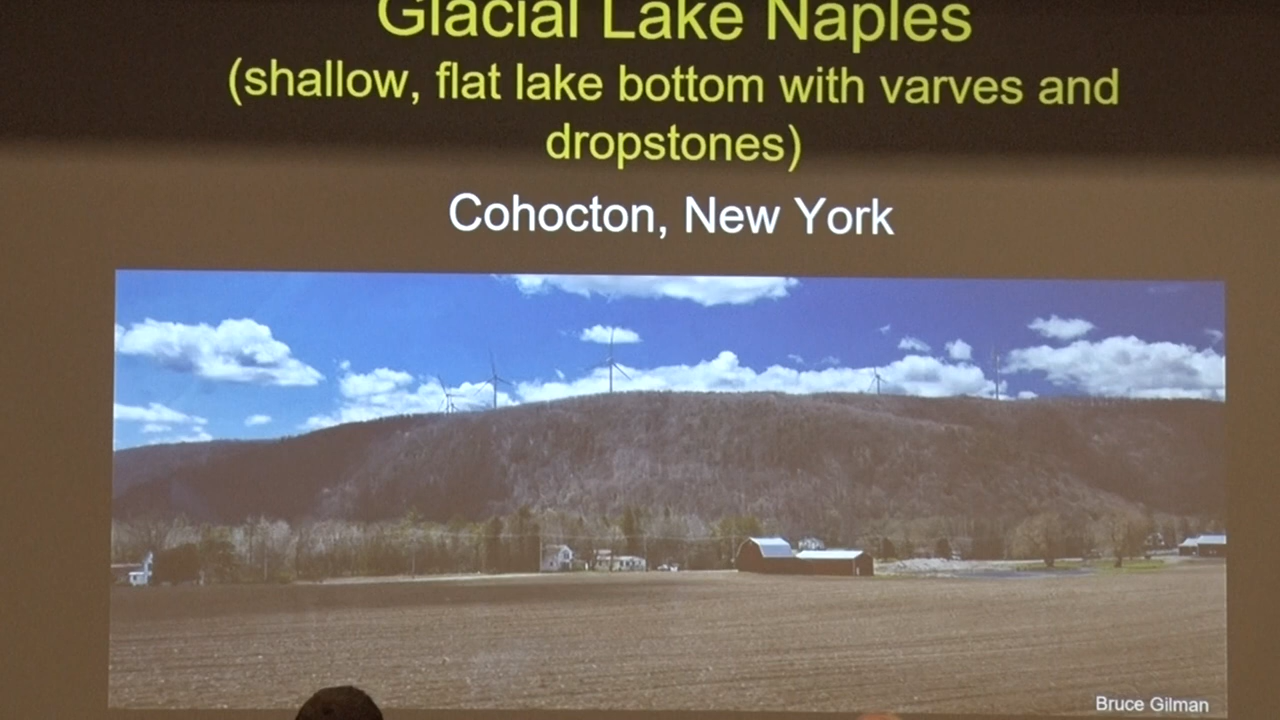 Glacial Lake Naples
(shallow, flat lake bottom with varves and
dropstones)
Cohocton, New York
Bruce Gilman